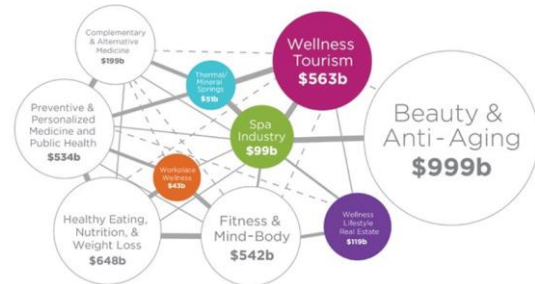 Complementary
& Alternative
Medicine
$199b
Wellness
Tourism
$563b
Thermal/
Mineral
Springs
$51b
Beauty &
Anti-Aging
$999b
Preventive &
Personalized
Medicine and
Public Health
$534b
Spa
Industry
$99b
Workplace
Wellness
$43b
Healthy Eating,
Nutrition, &
Weight Loss
$648b
Fitness &
Mind-Body
$542b
Wellness
Lifestyle
Real Estate
$119b